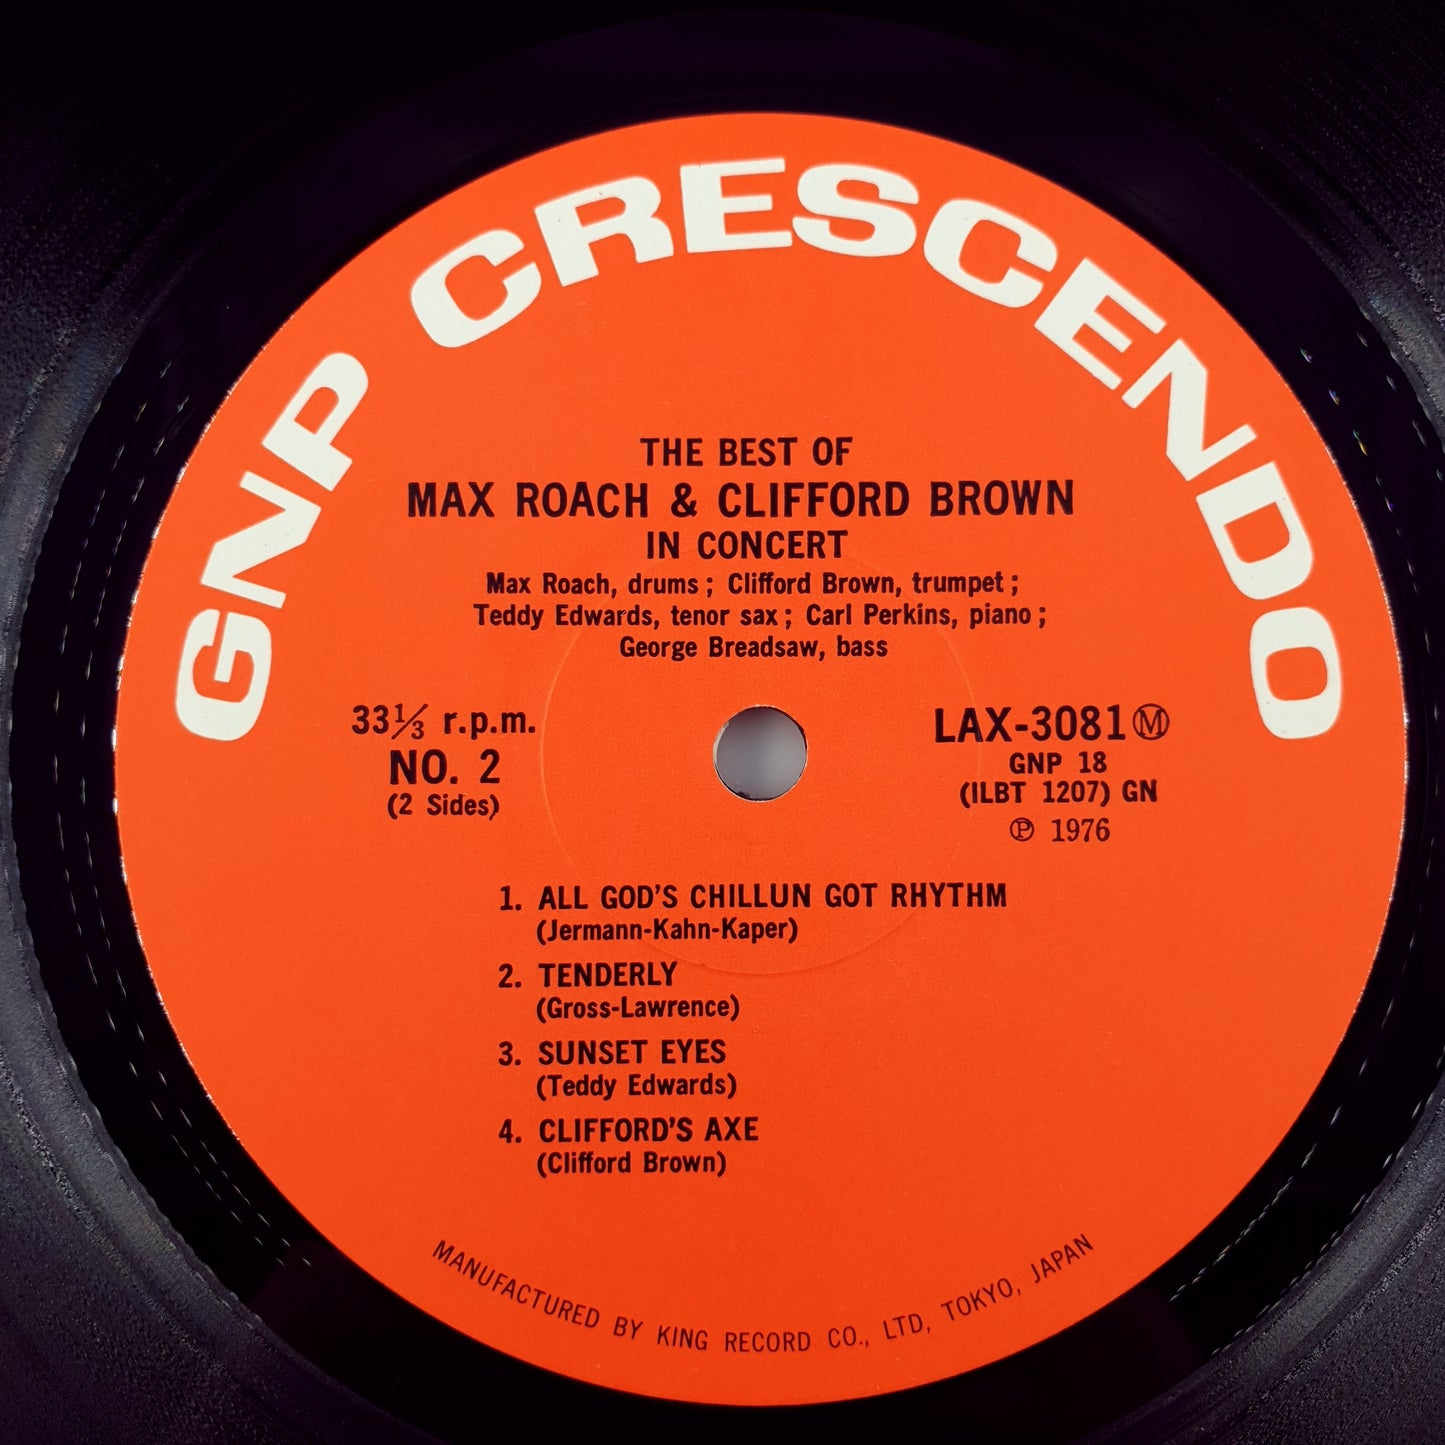 GNP CRESCENDO
THE BEST OF
MAX ROACH & CLIFFORD BROWN
IN CONCERT
Max Roach, drums; Clifford Brown, trumpet;
Teddy Edwards, tenor sax; Carl Perkins, piano;
George Breadsaw, bass
33⅓ r.p.m.
NO. 2
(2 Sides)
LAX-3081 Ⓜ
GNP 18
(ILBT 1207) GN
℗ 1976
1. ALL GOD'S CHILLUN GOT RHYTHM
(Jermann-Kahn-Kaper)
2. TENDERLY
(Gross-Lawrence)
3. SUNSET EYES
(Teddy Edwards)
4. CLIFFORD'S AXE
(Clifford Brown)
MANUFACTURED BY KING RECORD CO., LTD, TOKYO, JAPAN